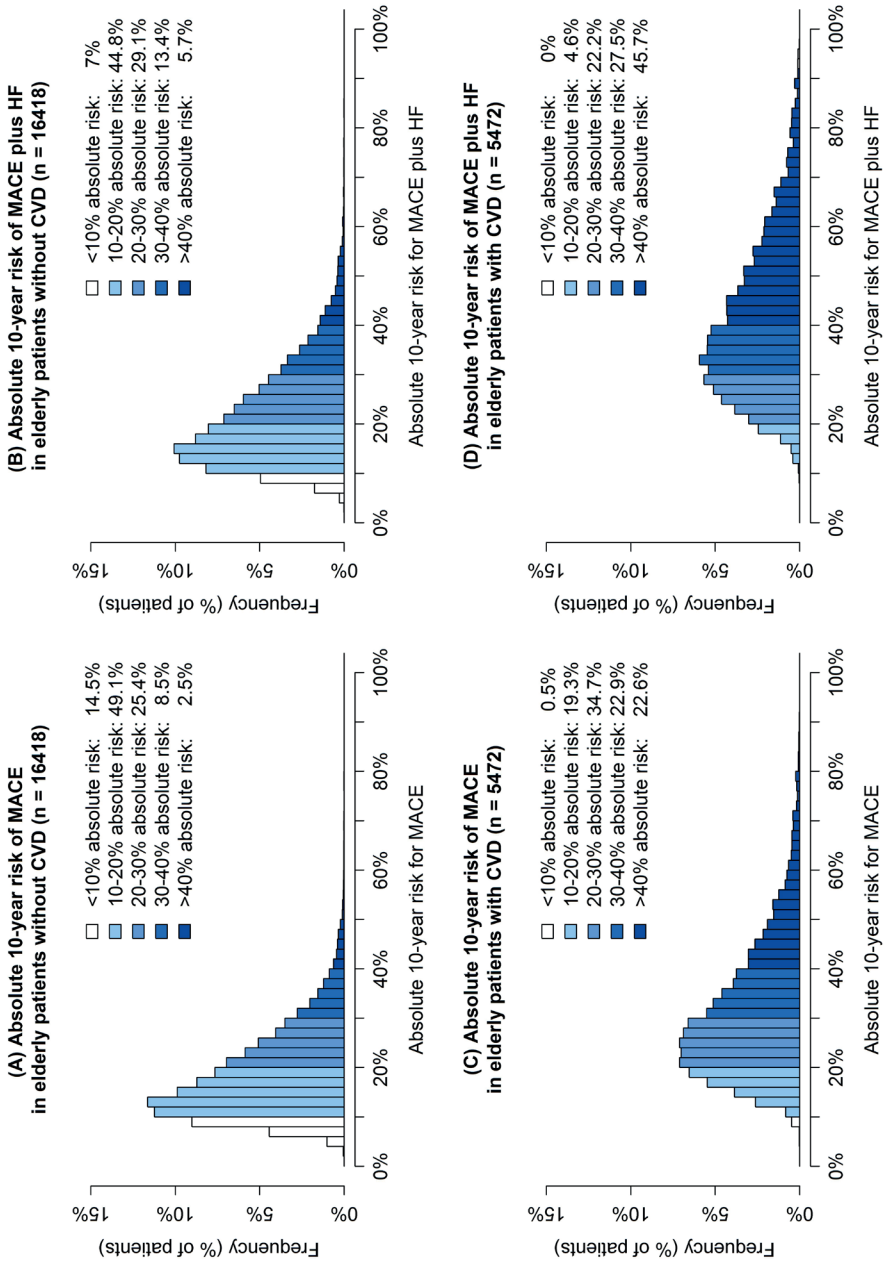 (A) Absolute 10-year risk of MACE
in elderly patients without CVD (n = 16418)
<10% absolute risk: 14.5%
10-20% absolute risk: 49.1%
20-30% absolute risk: 25.4%
30-40% absolute risk: 8.5%
>40% absolute risk: 2.5%
Frequency (% of patients)
15%
10%
5%
0%
0% 20% 40% 60% 80% 100%
Absolute 10-year risk for MACE
(B) Absolute 10-year risk of MACE plus HF
in elderly patients without CVD (n = 16418)
<10% absolute risk: 7%
10-20% absolute risk: 44.8%
20-30% absolute risk: 29.1%
30-40% absolute risk: 13.4%
>40% absolute risk: 5.7%
Frequency (% of patients)
15%
10%
5%
0%
0% 20% 40% 60% 80% 100%
Absolute 10-year risk for MACE plus HF
(C) Absolute 10-year risk of MACE
in elderly patients with CVD (n = 5472)
<10% absolute risk: 0.5%
10-20% absolute risk: 19.3%
20-30% absolute risk: 34.7%
30-40% absolute risk: 22.9%
>40% absolute risk: 22.6%
Frequency (% of patients)
15%
10%
5%
0%
0% 20% 40% 60% 80% 100%
Absolute 10-year risk for MACE
(D) Absolute 10-year risk of MACE plus HF
in elderly patients with CVD (n = 5472)
<10% absolute risk: 0%
10-20% absolute risk: 4.6%
20-30% absolute risk: 22.2%
30-40% absolute risk: 27.5%
>40% absolute risk: 45.7%
Frequency (% of patients)
15%
10%
5%
0%
0% 20% 40% 60% 80% 100%
Absolute 10-year risk for MACE plus HF